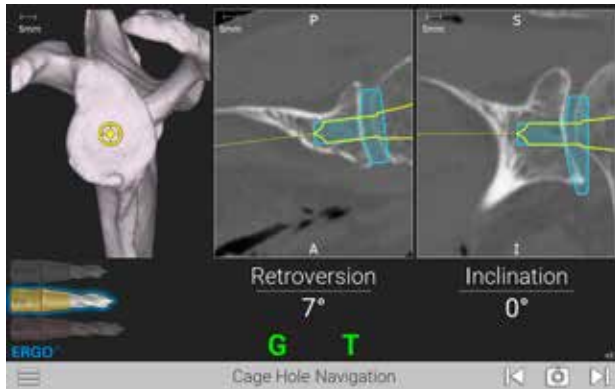 5mm
5mm
P
5mm
S
A
I
Retroversion
7°
Inclination
0°
ERGO
G T
Cage Hole Navigation